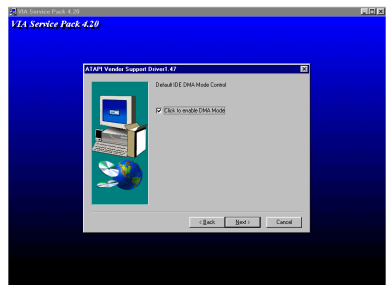 VIA Service Pack 4.20
VIA Service Pack 4.20
ATAPI Vendor Support Driver1.47
Default IDE DMA Mode Control
Click to enable DMA Mode
< Back
Next >
Cancel